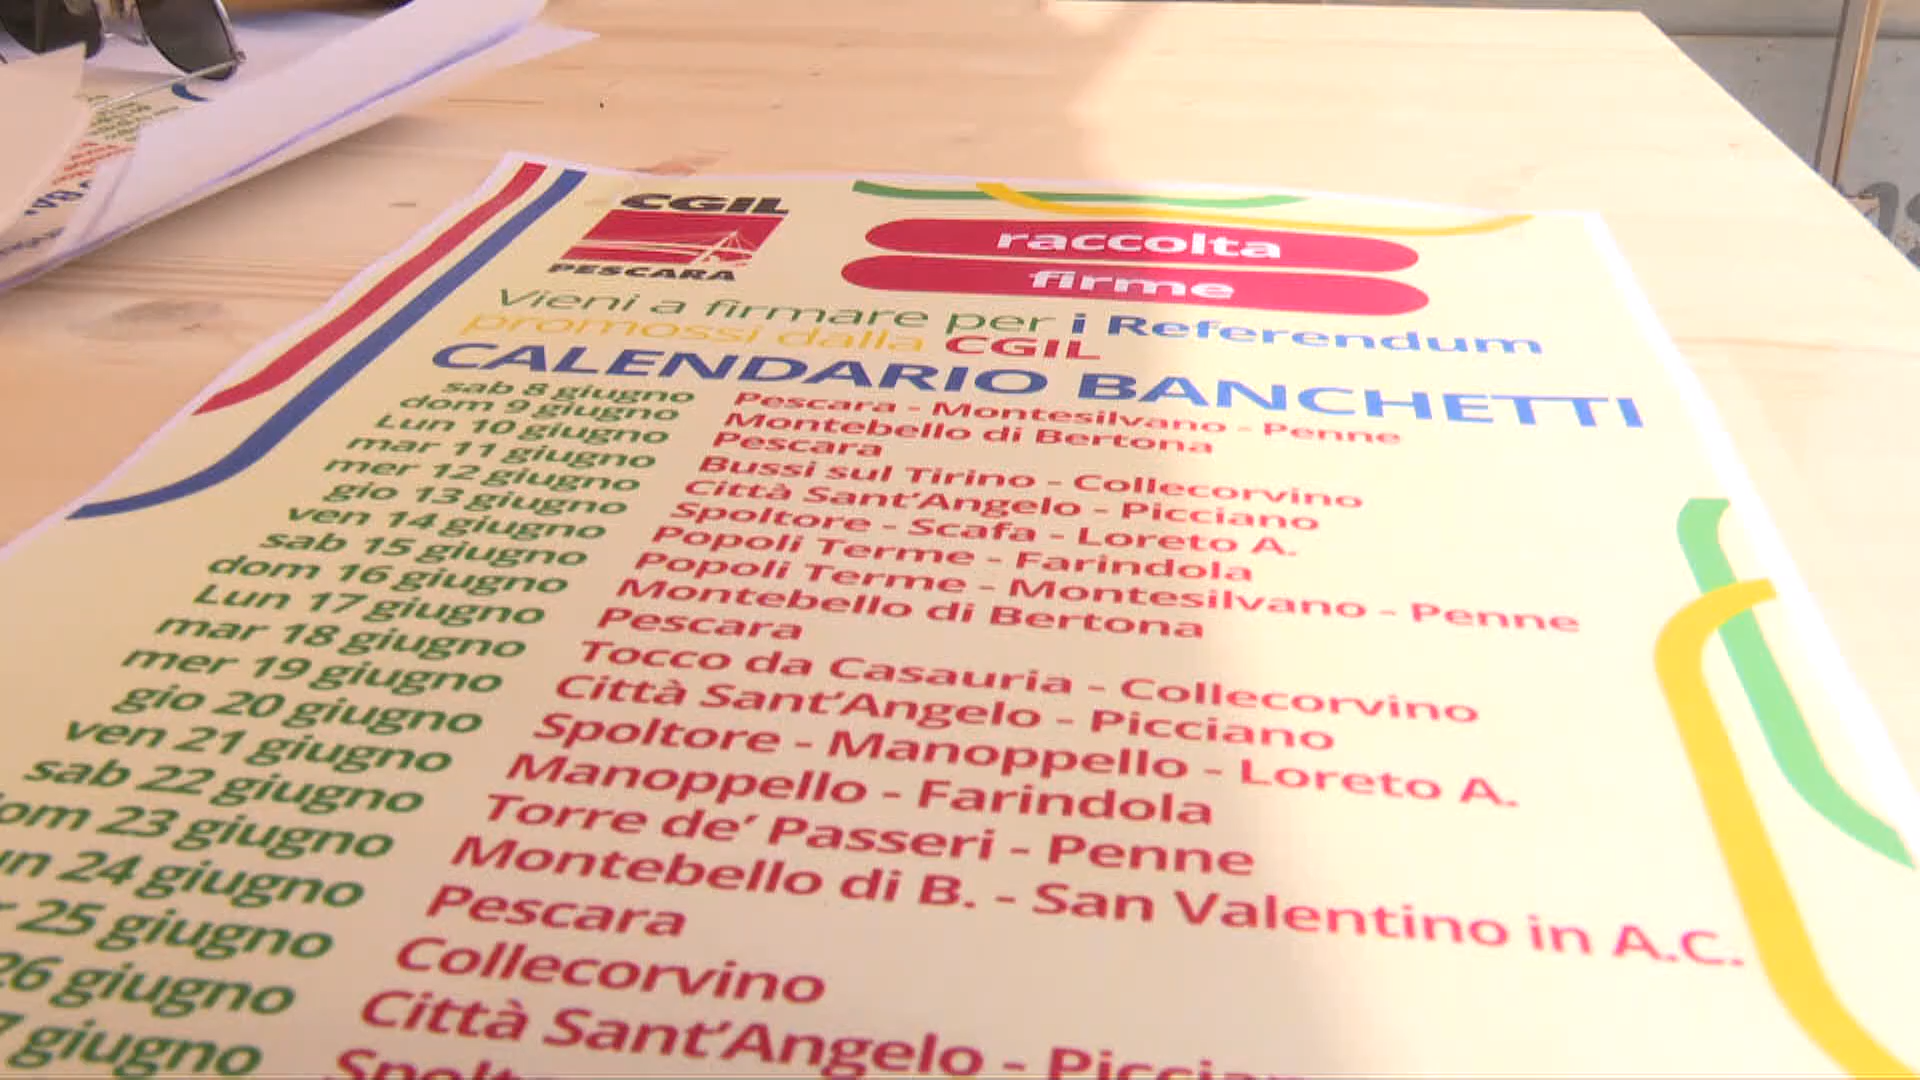 CGIL
PESCARA
raccolta
firme
Vieni a firmare per i Referendum
promossi dalla CGIL
CALENDARIO BANCHETTI
sab 8 giugno Pescara - Montesilvano - Penne
dom 9 giugno Montebello di Bertona
Lun 10 giugno Pescara
mar 11 giugno Bussi sul Tirino - Collecorvino
mer 12 giugno Città Sant'Angelo - Picciano
gio 13 giugno Spoltore - Scafa - Loreto A.
ven 14 giugno Popoli Terme - Farindola
sab 15 giugno Popoli Terme - Montesilvano - Penne
dom 16 giugno Montebello di Bertona
Lun 17 giugno Pescara
mar 18 giugno Tocco da Casauria - Collecorvino
mer 19 giugno Città Sant'Angelo - Picciano
gio 20 giugno Spoltore - Manoppello - Loreto A.
ven 21 giugno Manoppello - Farindola
sab 22 giugno Torre de' Passeri - Penne
om 23 giugno Montebello di B. - San Valentino in A.C.
un 24 giugno Pescara
r 25 giugno Collecorvino
26 giugno Città Sant'Angelo - Piccian
7 giugno Spolt